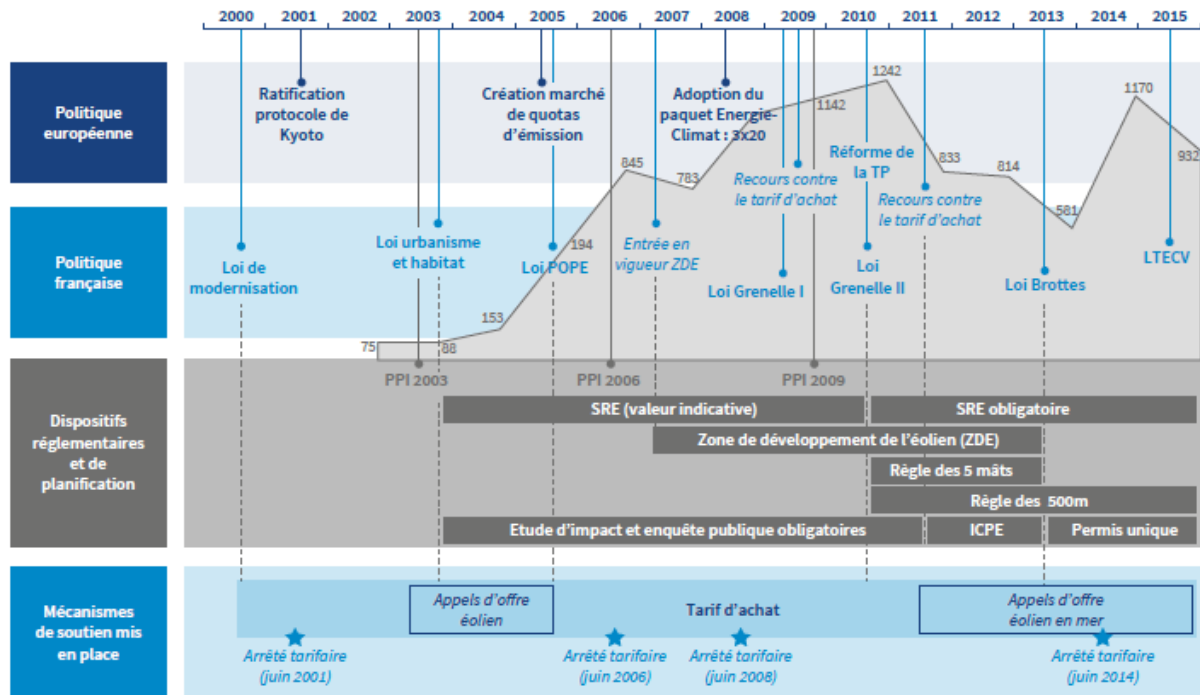 2000 2001 2002 2003 2004 2005 2006 2007 2008 2009 2010 2011 2012 2013 2014 2015
Politique
européenne
Ratification
protocole de
Kyoto
Création marché
de quotas
d'émission
Adoption du
paquet Energie-
Climat : 3x20
1142
1242
1170
932
845
783
833
814
581
Recours contre
le tarif d'achat
Réforme de
la TP
Recours contre
le tarif d'achat
Politique
française
Loi de
modernisation
Loi urbanisme
et habitat
Loi POPE
194
Entrée en
vigueur ZDE
Loi Grenelle I
Loi
Grenelle II
Loi Brottes
LTECV
75
88
153
Dispositifs
réglementaires
et de
planification
PPI 2003
PPI 2006
PPI 2009
SRE (valeur indicative)
SRE obligatoire
Zone de développement de l'éolien (ZDE)
Règle des 5 mâts
Règle des 500m
Etude d'impact et enquête publique obligatoires
ICPE
Permis unique
Mécanismes
de soutien mis
en place
Appels d'offre
éolien
Tarif d'achat
Appels d'offre
éolien en mer
Arrêté tarifaire
(juin 2001)
Arrêté tarifaire
(juin 2006)
Arrêté tarifaire
(juin 2008)
Arrêté tarifaire
(juin 2014)